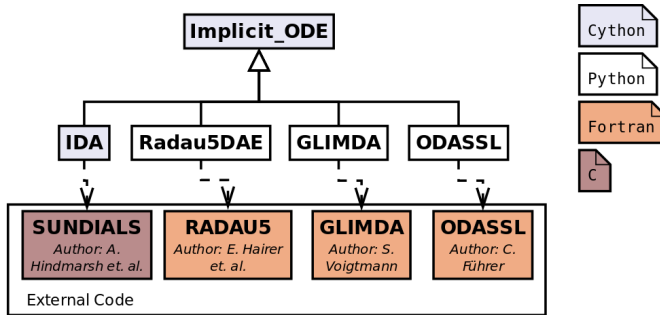 Implicit_ODE
Cython
Python
Fortran
C
IDA
Radau5DAE
GLIMDA
ODASSL
SUNDIALS
Author: A.
Hindmarsh et. al.
RADAU5
Author: E. Hairer
et. al.
GLIMDA
Author: S.
Voigtmann
ODASSL
Author: C.
Führer
External Code